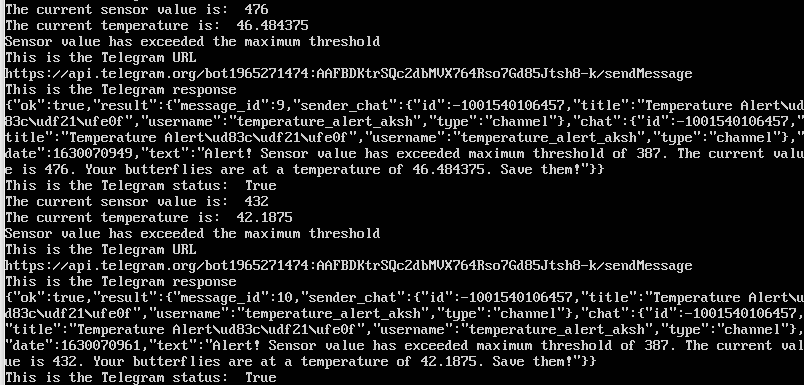 The current sensor value is:  476
The current temperature is:  46.484375
Sensor value has exceeded the maximum threshold
This is the Telegram URL
https://api.telegram.org/bot1965271474:AAFBDKtrSQc2dbMVX764Rso7Gd85Jtsh8-k/sendMessage
This is the Telegram response
{"ok":true,"result":{"message_id":9,"sender_chat":{"id":-1001540106457,"title":"Temperature Alert\ud
83c\udf21\ufe0f","username":"temperature_alert_aksh","type":"channel"},"chat":{"id":-1001540106457,"
title":"Temperature Alert\ud83c\udf21\ufe0f","username":"temperature_alert_aksh","type":"channel"},"
date":1630070949,"text":"Alert! Sensor value has exceeded maximum threshold of 387. The current valu
e is 476. Your butterflies are at a temperature of 46.484375. Save them!"}}
This is the Telegram status:  True
The current sensor value is:  432
The current temperature is:  42.1875
Sensor value has exceeded the maximum threshold
This is the Telegram URL
https://api.telegram.org/bot1965271474:AAFBDKtrSQc2dbMVX764Rso7Gd85Jtsh8-k/sendMessage
This is the Telegram response
{"ok":true,"result":{"message_id":10,"sender_chat":{"id":-1001540106457,"title":"Temperature Alert\u
d83c\udf21\ufe0f","username":"temperature_alert_aksh","type":"channel"},"chat":{"id":-1001540106457,
"title":"Temperature Alert\ud83c\udf21\ufe0f","username":"temperature_alert_aksh","type":"channel"},
"date":1630070961,"text":"Alert! Sensor value has exceeded maximum threshold of 387. The current val
ue is 432. Your butterflies are at a temperature of 42.1875. Save them!"}}
This is the Telegram status:  True